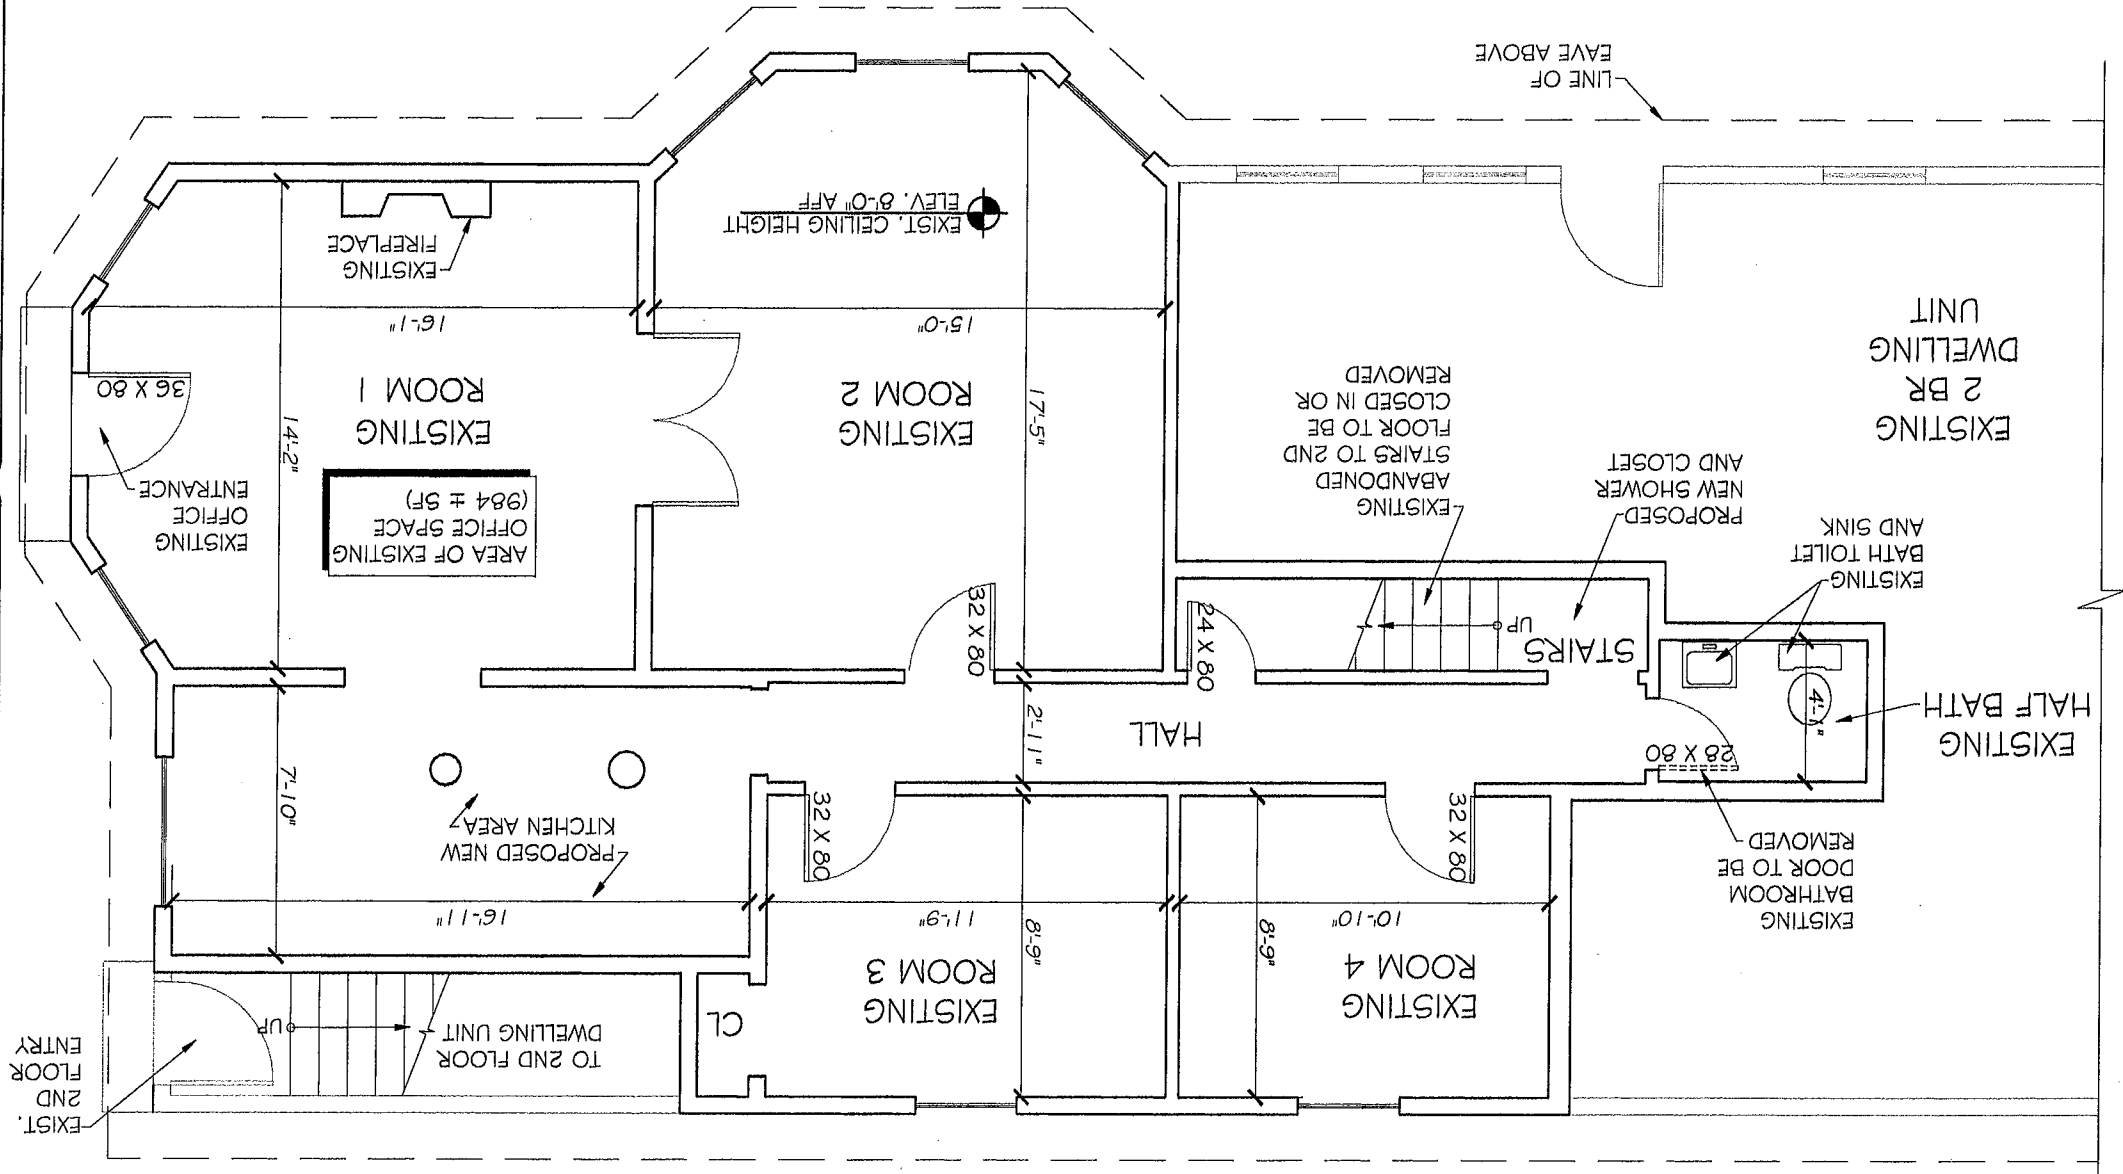 EXIST.
2ND
FLOOR
ENTRY
TO 2ND FLOOR
DWELLING UNIT
UP
CL
EXISTING
ROOM 3
EXISTING
ROOM 4
8'-9"
8'-9"
10'-10"
11'-9"
16'-11"
EXISTING
BATHROOM
DOOR TO BE
REMOVED
32 X 80
32 X 80
PROPOSED NEW
KITCHEN AREA
7'-10"
28 X 80
EXISTING
HALF BATH
4'-1"
HALL
2'-11"
STAIRS
UP
24 X 80
32 X 80
EXISTING
BATH TOILET
AND SINK
PROPOSED
NEW SHOWER
AND CLOSET
EXISTING
ABANDONED
STAIRS TO 2ND
FLOOR TO BE
CLOSED IN OR
REMOVED
AREA OF EXISTING
OFFICE SPACE
(984 ± SF)
EXISTING
OFFICE
ENTRANCE
36 X 80
EXISTING
2 BR
DWELLING
UNIT
EXISTING
ROOM 2
EXISTING
ROOM 1
17'-5"
14'-2"
15'-0"
16'-1"
EXISTING
FIREPLACE
EXIST. CEILING HEIGHT
ELEV. 8'-0" AFF
LINE OF
EAVE ABOVE